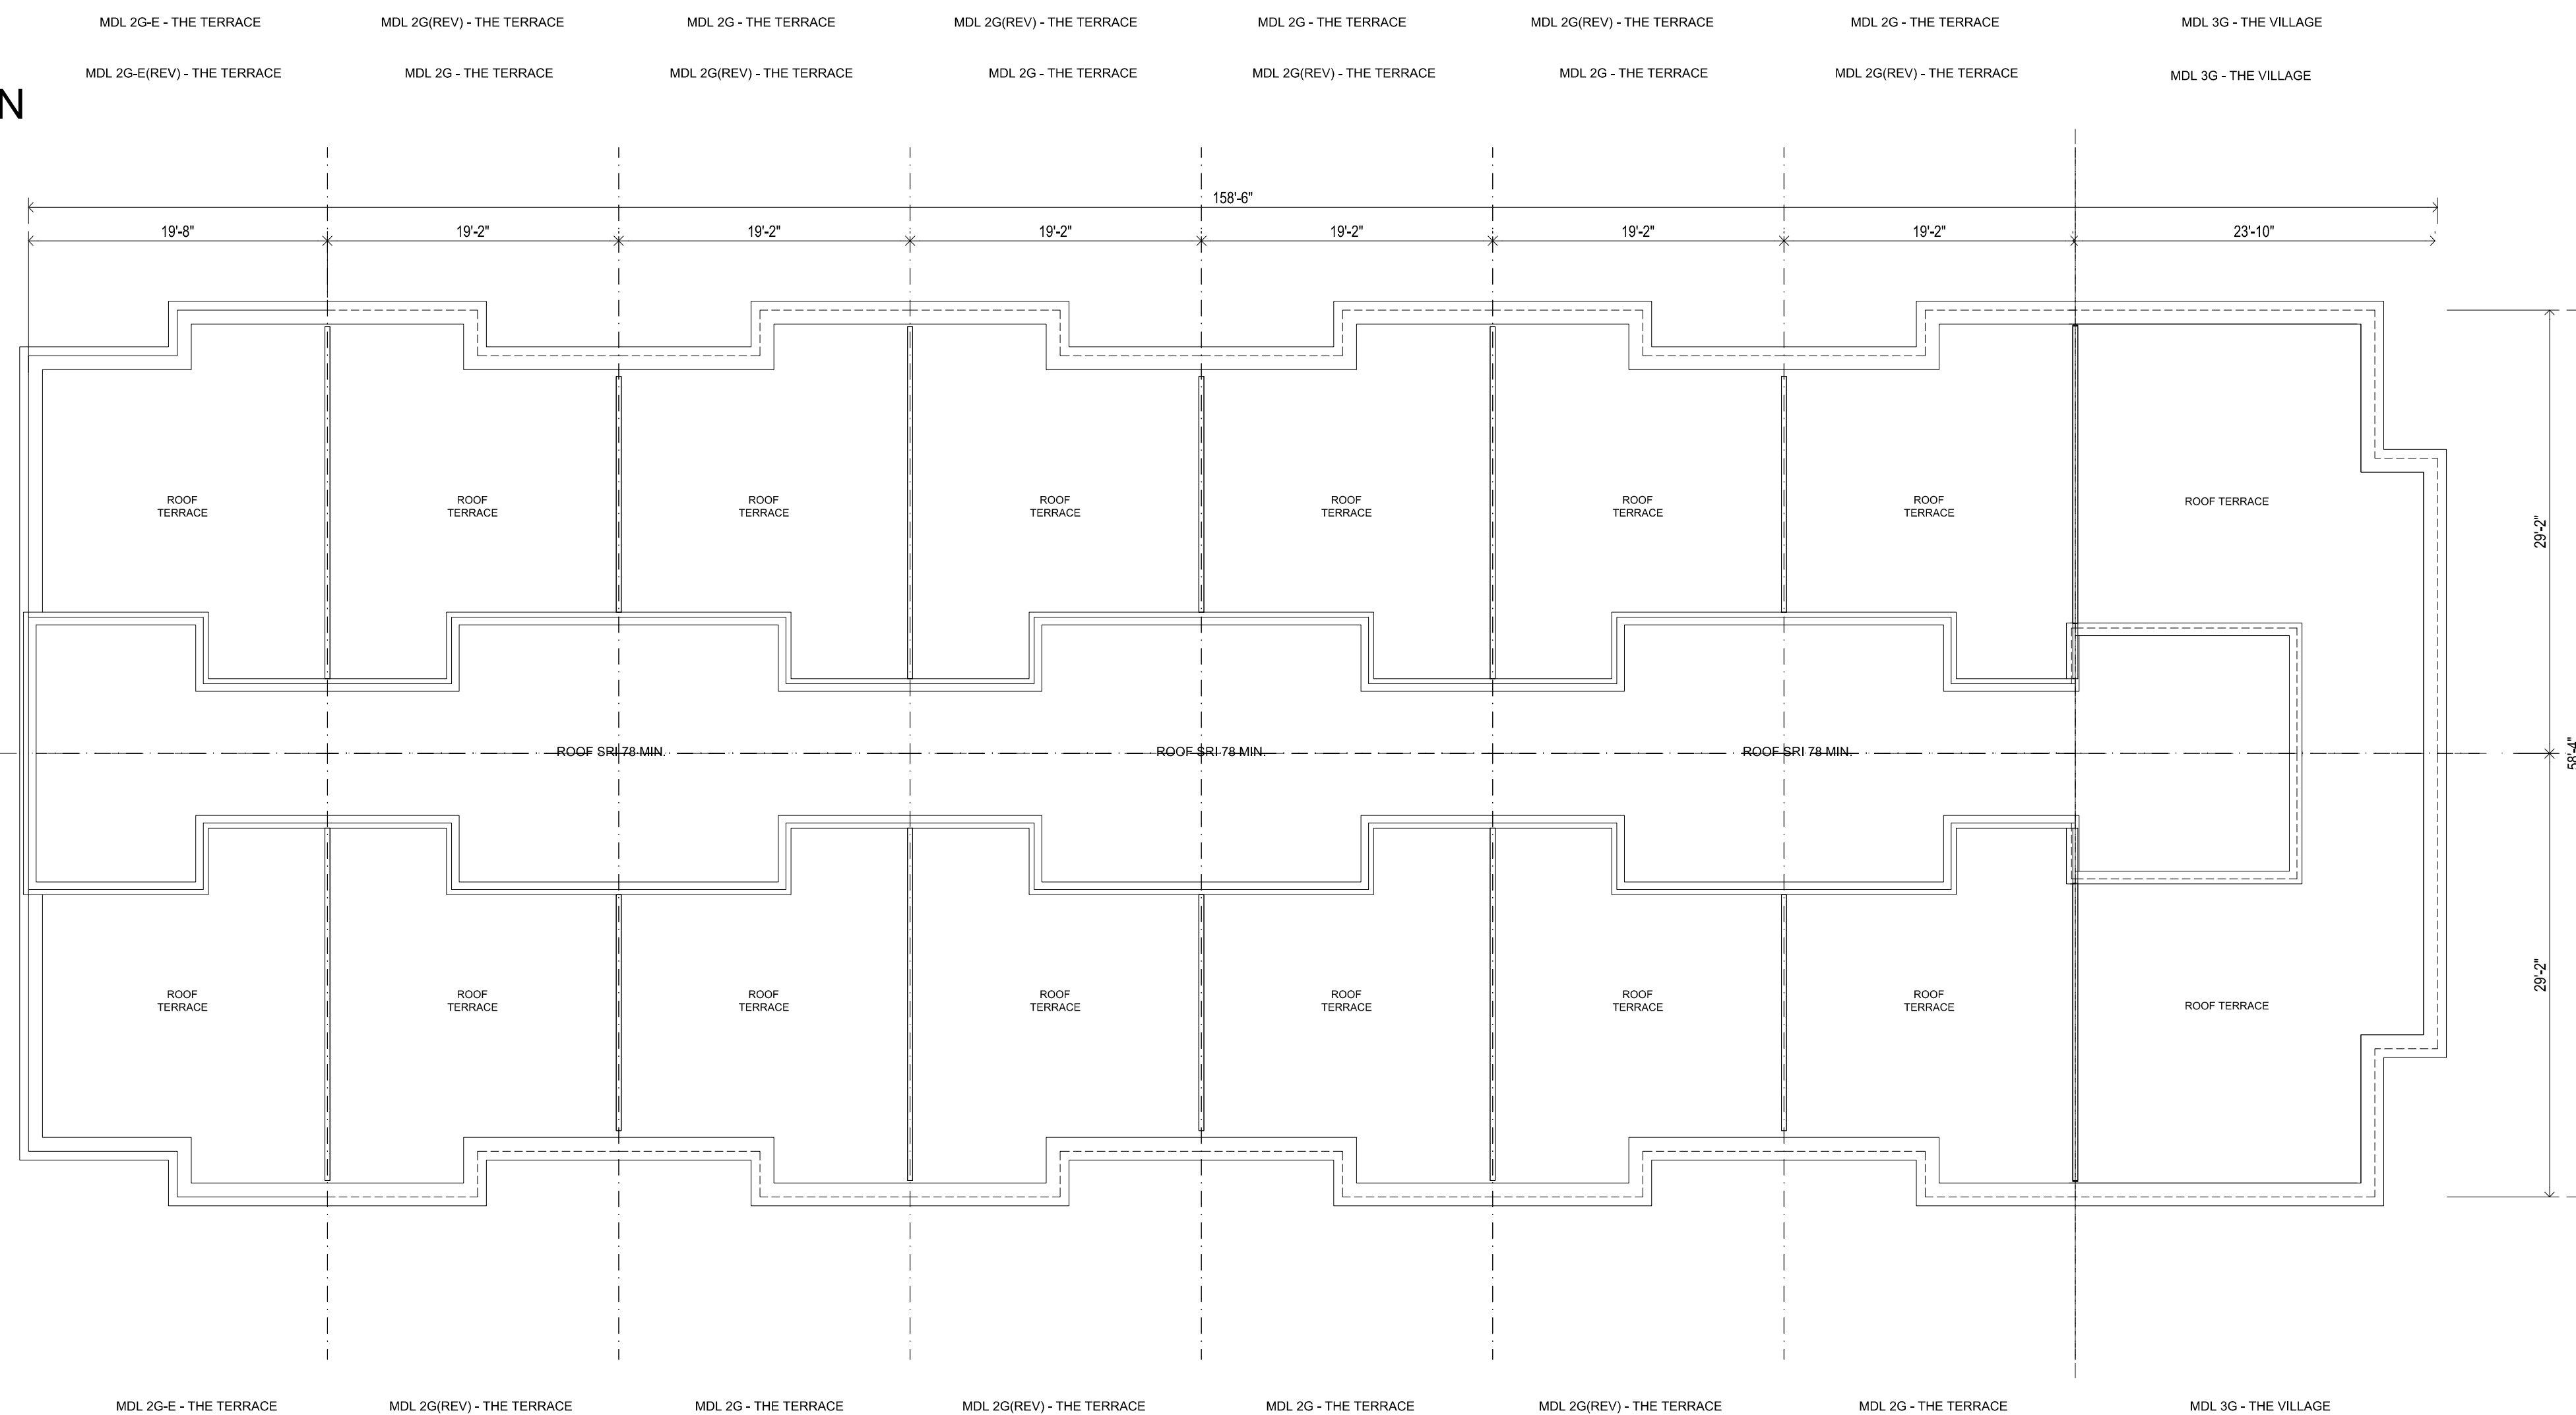 MDL 2G-E - THE TERRACE MDL 2G(REV) - THE TERRACE MDL 2G - THE TERRACE MDL 2G(REV) - THE TERRACE MDL 2G - THE TERRACE MDL 2G(REV) - THE TERRACE MDL 2G - THE TERRACE MDL 3G - THE VILLAGE
MDL 2G-E(REV) - THE TERRACE MDL 2G - THE TERRACE MDL 2G(REV) - THE TERRACE MDL 2G - THE TERRACE MDL 2G(REV) - THE TERRACE MDL 2G - THE TERRACE MDL 2G(REV) - THE TERRACE MDL 3G - THE VILLAGE
N
158'-6"
19'-8" 19'-2" 19'-2" 19'-2" 19'-2" 19'-2" 19'-2" 23'-10"
ROOF ROOF ROOF ROOF ROOF ROOF ROOF ROOF TERRACE
TERRACE TERRACE TERRACE TERRACE TERRACE TERRACE TERRACE
29'-2"
ROOF SRI 78 MIN. ROOF SRI 78 MIN. ROOF SRI 78 MIN.
58'-4"
29'-2"
ROOF ROOF ROOF ROOF ROOF ROOF ROOF ROOF TERRACE
TERRACE TERRACE TERRACE TERRACE TERRACE TERRACE TERRACE
MDL 2G-E - THE TERRACE MDL 2G(REV) - THE TERRACE MDL 2G - THE TERRACE MDL 2G(REV) - THE TERRACE MDL 2G - THE TERRACE MDL 2G(REV) - THE TERRACE MDL 2G - THE TERRACE MDL 3G - THE VILLAGE